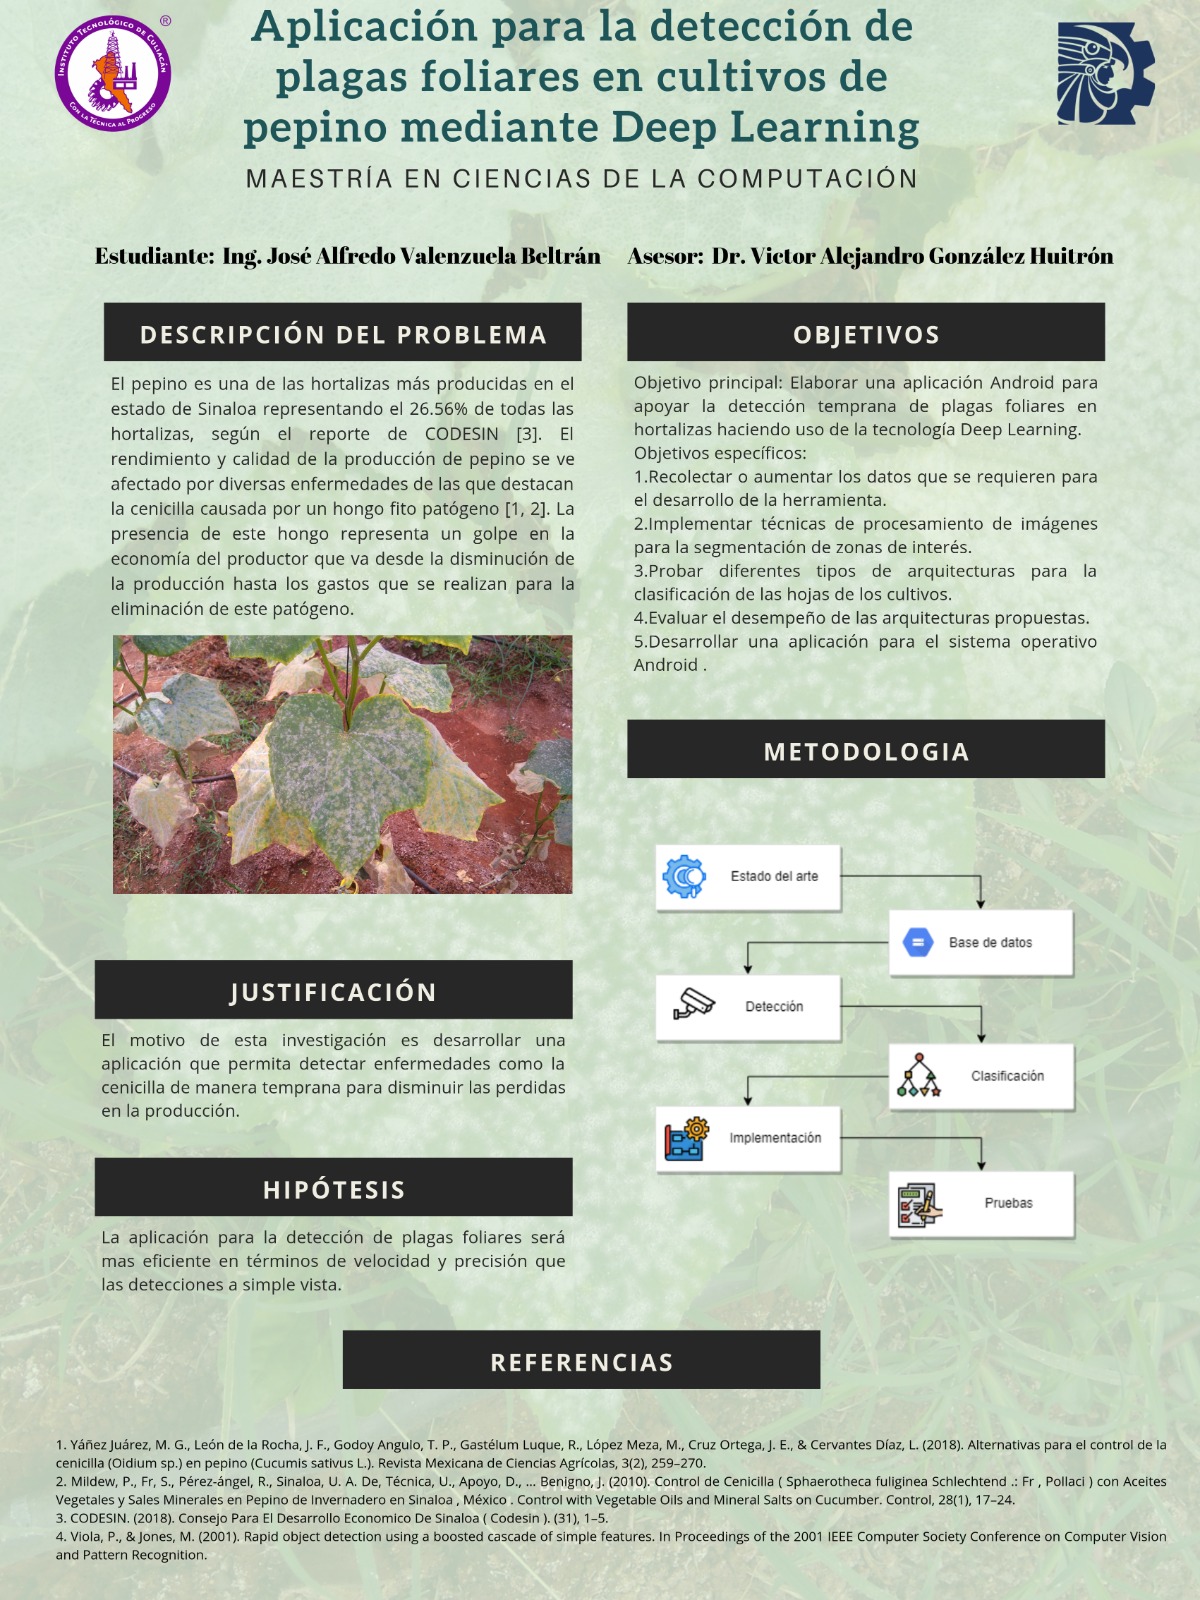 INSTITUTO TECNOLÓGICO DE CULIACÁN
CON LA TÉCNICA AL PROGRESO
®
Aplicación para la detección de
plagas foliares en cultivos de
pepino mediante Deep Learning
MAESTRÍA EN CIENCIAS DE LA COMPUTACIÓN
Estudiante: Ing. José Alfredo Valenzuela Beltrán
Asesor: Dr. Victor Alejandro González Huitrón
DESCRIPCIÓN DEL PROBLEMA
El pepino es una de las hortalizas más producidas en el
estado de Sinaloa representando el 26.56% de todas las
hortalizas, según el reporte de CODESIN [3]. El
rendimiento y calidad de la producción de pepino se ve
afectado por diversas enfermedades de las que destacan
la cenicilla causada por un hongo fito patógeno [1, 2]. La
presencia de este hongo representa un golpe en la
economía del productor que va desde la disminución de
la producción hasta los gastos que se realizan para la
eliminación de este patógeno.
JUSTIFICACIÓN
El motivo de esta investigación es desarrollar una
aplicación que permita detectar enfermedades como la
cenicilla de manera temprana para disminuir las perdidas
en la producción.
HIPÓTESIS
La aplicación para la detección de plagas foliares será
mas eficiente en términos de velocidad y precisión que
las detecciones a simple vista.
OBJETIVOS
Objetivo principal: Elaborar una aplicación Android para
apoyar la detección temprana de plagas foliares en
hortalizas haciendo uso de la tecnología Deep Learning.
Objetivos específicos:
1.Recolectar o aumentar los datos que se requieren para
el desarrollo de la herramienta.
2.Implementar técnicas de procesamiento de imágenes
para la segmentación de zonas de interés.
3.Probar diferentes tipos de arquitecturas para la
clasificación de las hojas de los cultivos.
4.Evaluar el desempeño de las arquitecturas propuestas.
5.Desarrollar una aplicación para el sistema operativo
Android .
METODOLOGIA
Estado del arte
Base de datos
Detección
Clasificación
Implementación
Pruebas
REFERENCIAS
1. Yáñez Juárez, M. G., León de la Rocha, J. F., Godoy Angulo, T. P., Gastélum Luque, R., López Meza, M., Cruz Ortega, J. E., & Cervantes Díaz, L. (2018). Alternativas para el control de la
cenicilla (Oidium sp.) en pepino (Cucumis sativus L.). Revista Mexicana de Ciencias Agrícolas, 3(2), 259–270.
2. Mildew, P., Fr, S., Pérez-ángel, R., Sinaloa, U. A. De, Técnica, U., Apoyo, D., … Benigno, J. (2010). Control de Cenicilla ( Sphaerotheca fuliginea Schlechtend .: Fr , Pollaci ) con Aceites
Vegetales y Sales Minerales en Pepino de Invernadero en Sinaloa , México . Control with Vegetable Oils and Mineral Salts on Cucumber. Control, 28(1), 17–24.
3. CODESIN. (2018). Consejo Para El Desarrollo Economico De Sinaloa ( Codesin ). (31), 1–5.
4. Viola, P., & Jones, M. (2001). Rapid object detection using a boosted cascade of simple features. In Proceedings of the 2001 IEEE Computer Society Conference on Computer Vision
and Pattern Recognition.